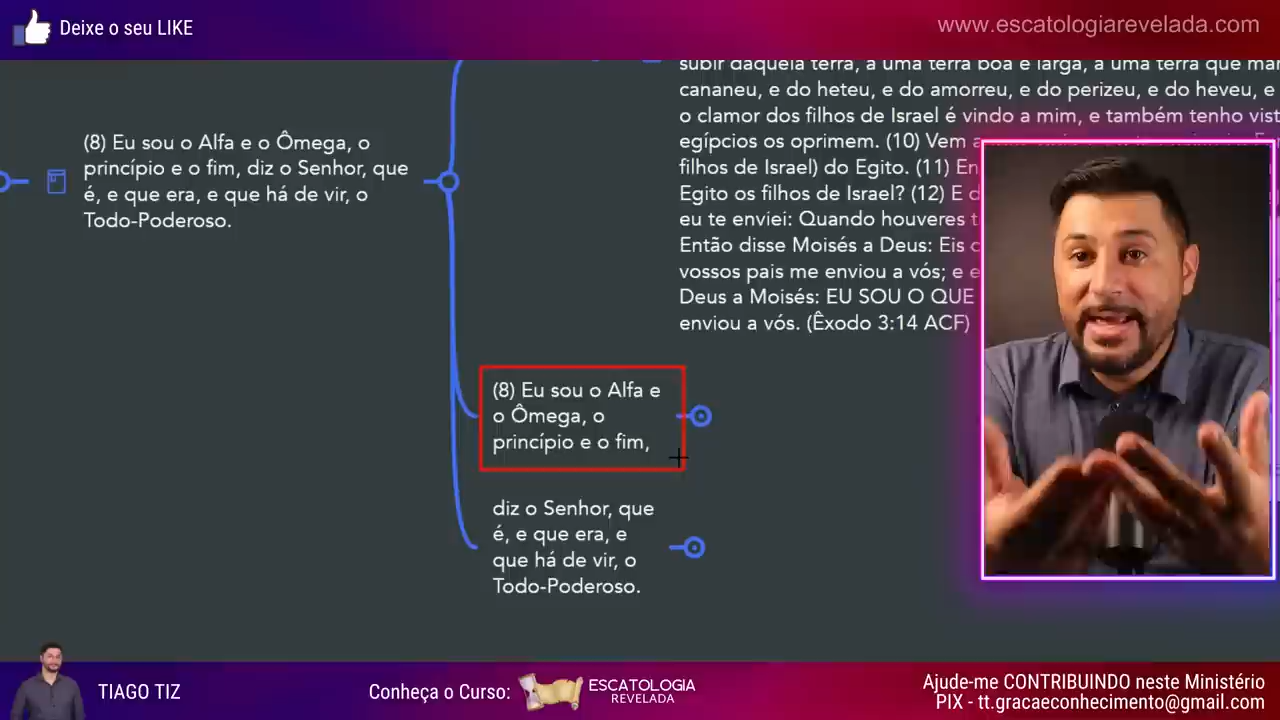 Deixe o seu LIKE
www.escatologiarevelada.com
(8) Eu sou o Alfa e o Ômega, o
princípio e o fim, diz o Senhor, que
é, e que era, e que há de vir, o
Todo-Poderoso.
subir daquela terra, a uma terra boa e larga, a uma terra que
cananeu, e do heteu, e do amorreu, e do perizeu, e do heveu, e
o clamor dos filhos de Israel é vindo a mim, e também tenho
egípcios os oprimem. (10) Vem
filhos de Israel) do Egito. (11)
Egito os filhos de Israel? (12) E
eu te enviei: Quando houveres
Então disse Moisés a Deus: Eis
vossos pais me enviou a vós; e
Deus a Moisés: EU SOU O QUE
enviou a vós. (Êxodo 3:14 ACF)
(8) Eu sou o Alfa e
o Ômega, o
princípio e o fim,
diz o Senhor, que
é, e que era, e
que há de vir, o
Todo-Poderoso.
TIAGO TIZ
Conheça o Curso:
ESCATOLOGIA
REVELADA
Ajude-me CONTRIBUINDO neste Ministério
PIX - tt.gracaeconhecimento@gmail.com